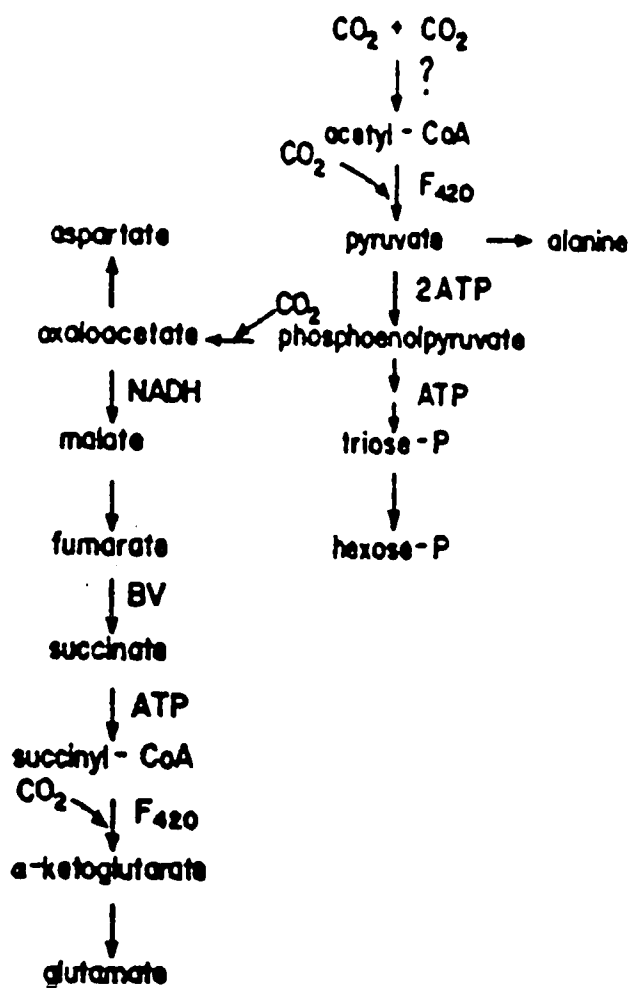 CO₂ + CO₂
?
acetyl - CoA
CO₂
F₄₂₀
aspartate
pyruvate
alanine
2ATP
CO₂
oxaloacetate
phosphoenolpyruvate
NADH
ATP
malate
triose-P
fumarate
hexose-P
BV
succinate
ATP
succinyl - CoA
CO₂
F₄₂₀
α-ketoglutarate
glutamate